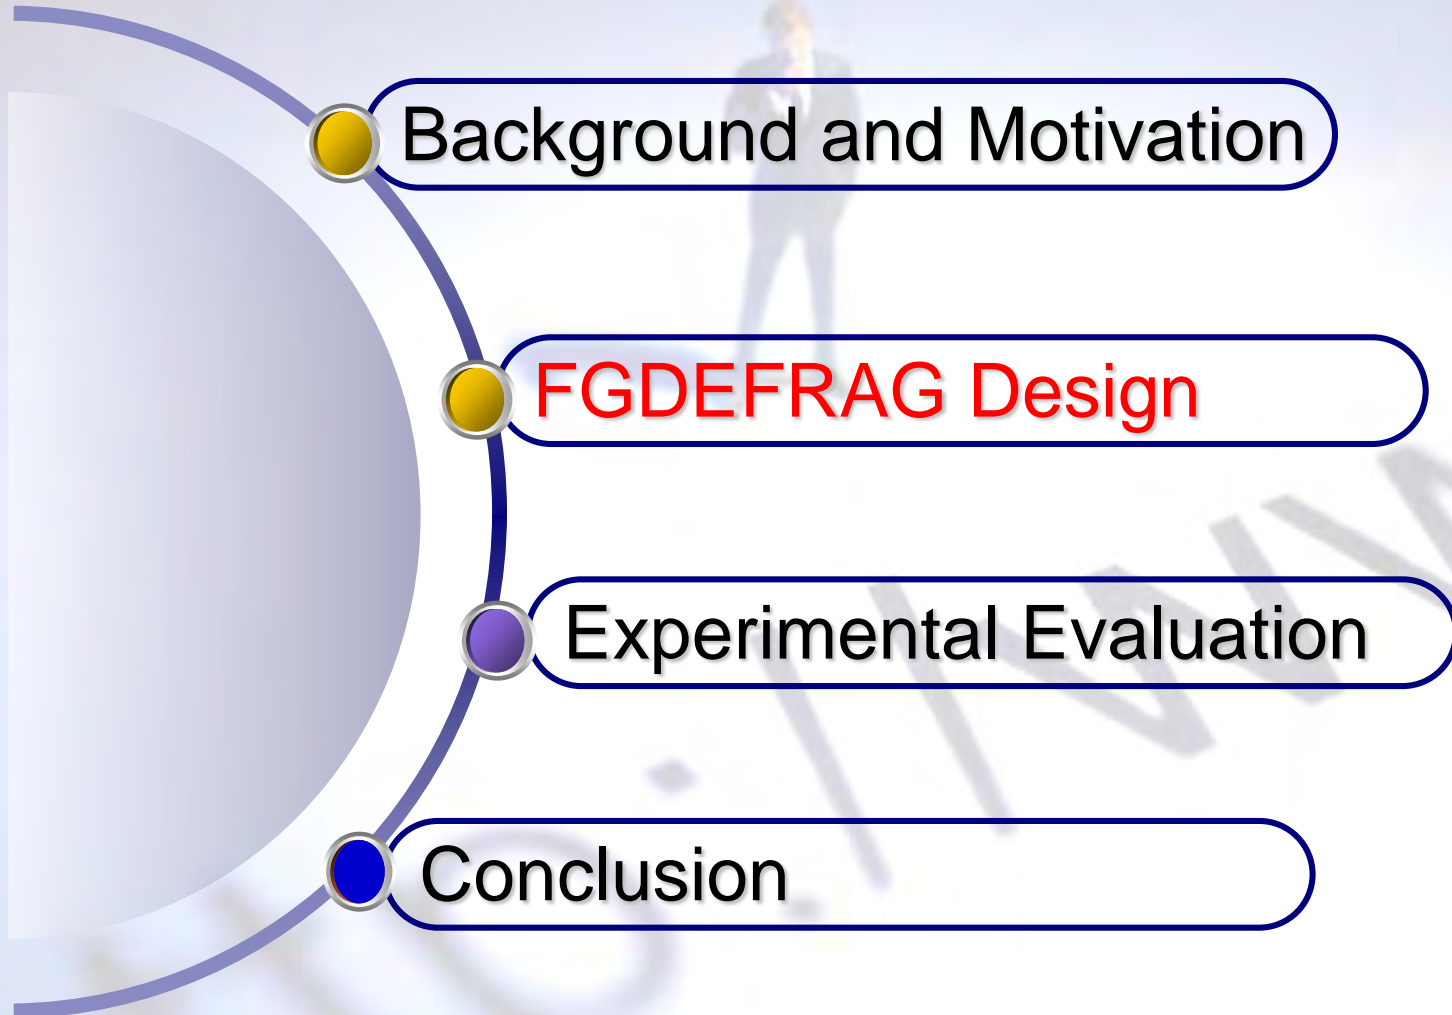 Background and Motivation
FGDEFRAG Design
Experimental Evaluation
Conclusion